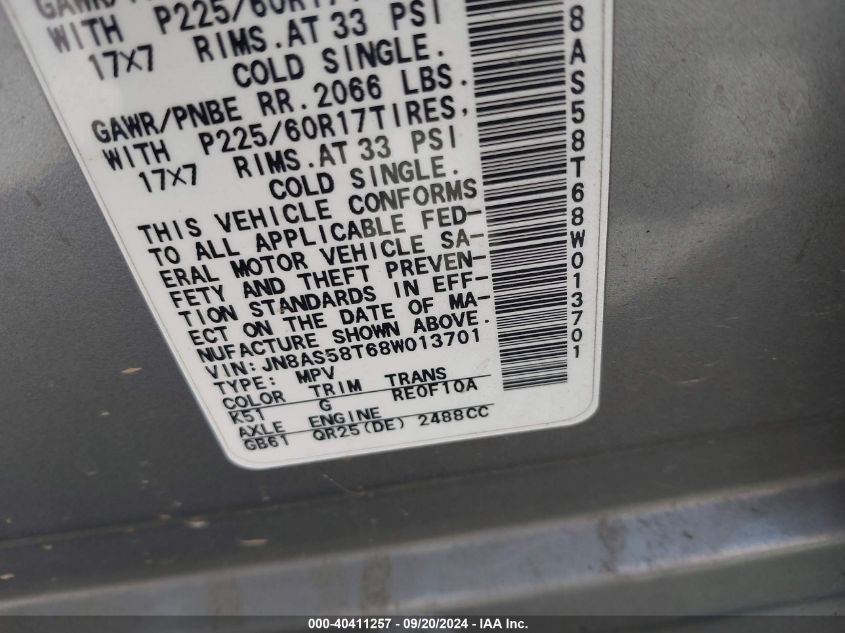 WITH P225/60R17
17X7 RIMS.AT 33 PSI
COLD SINGLE.
GAWR/PNBE RR.2066 LBS.
WITH P225/60R17TIRES,
17X7 RIMS.AT 33 PSI
COLD SINGLE.
THIS VEHICLE CONFORMS
TO ALL APPLICABLE FED-
ERAL MOTOR VEHICLE SA-
FETY AND THEFT PREVEN-
TION STANDARDS IN EFF-
ECT ON THE DATE OF MA-
NUFACTURE SHOWN ABOVE.
VIN: JN8AS58T68W013701
TYPE: MPV
COLOR TRIM TRANS
K51 G RE0F10A
AXLE ENGINE
GB61 QR25(DE) 2488CC
8AS58T68W013701
000-40411257 - 09/20/2024 - IAA Inc.